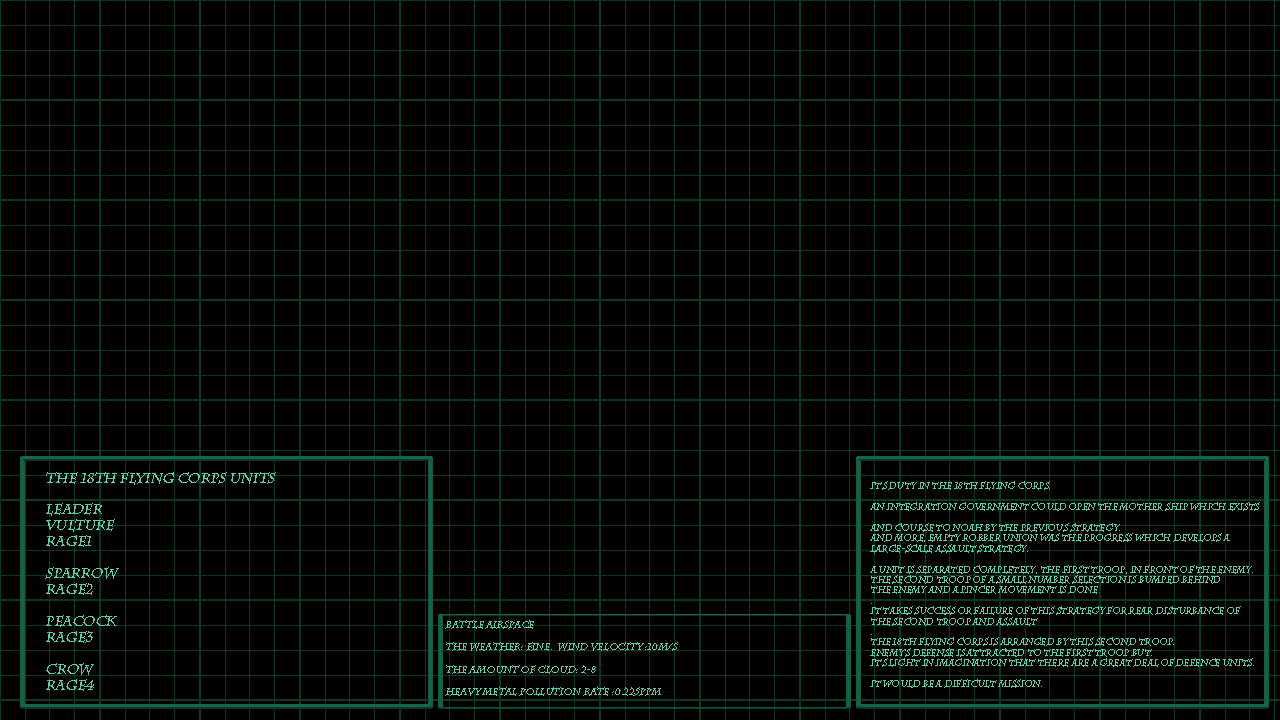 THE 18TH FLYING CORPS UNITS
LEADER
VULTURE
RAGE1
SPARROW
RAGE2
PEACOCK
RAGE3
CROW
RAGE4
BATTLE AIRSPACE
THE WEATHER: FINE. WIND VELOCITY:10M/S
THE AMOUNT OF CLOUD: 2-8
HEAVY METAL POLLUTION RATE :0.225PPM
IT'S DUTY IN THE 18TH FLYING CORPS.
AN INTEGRATION GOVERNMENT COULD OPEN THE MOTHER SHIP WHICH EXISTS
AND COURSE TO NOAH BY THE PREVIOUS STRATEGY.
AND MORE, EMPTY ROBBER UNION WAS THE PROGRESS WHICH DEVELOPS A
LARGE-SCALE ASSAULT STRATEGY.
A UNIT IS SEPARATED COMPLETELY, THE FIRST TROOP, IN FRONT OF THE ENEMY.
THE SECOND TROOP OF A SMALL NUMBER SELECTION IS BUMPED BEHIND
THE ENEMY AND A PINCER MOVEMENT IS DONE
IT TAKES SUCCESS OR FAILURE OF THIS STRATEGY FOR REAR DISTURBANCE OF
THE SECOND TROOP AND ASSAULT
.
THE 18TH FLYING CORPS IS ARRANGED BY THIS SECOND TROOP.
ENEMY'S DEFENSE IS ATTRACTED TO THE FIRST TROOP BUT.
IT'S LIGHT IN IMAGINATION THAT THERE ARE A GREAT DEAL OF DEFENCE UNITS.
IT WOULD BE A DIFFICULT MISSION.